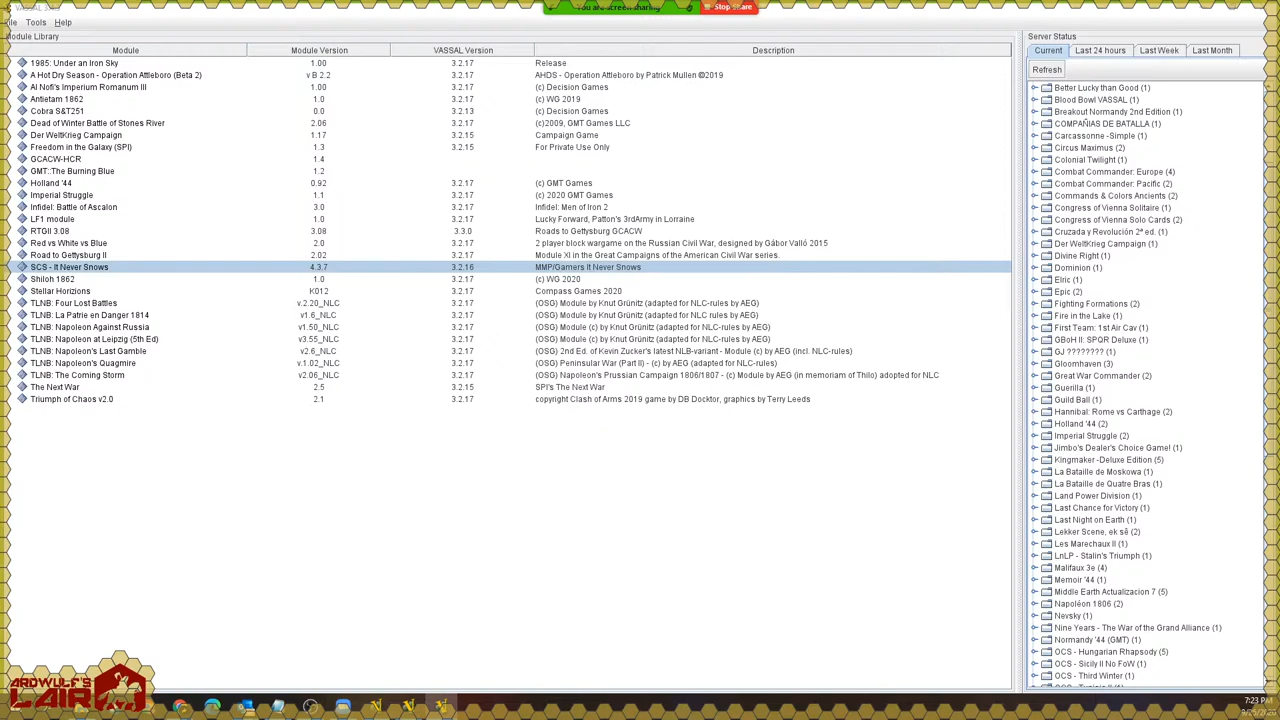 VASSAL
You are screen sharing
Stop Share
Tools Help
Module Library
Module Module Version VASSAL Version Description
1985: Under an Iron Sky 1.00 3.2.17 Release
A Hot Dry Season - Operation Attleboro (Beta 2) v B 2.2 3.2.17 AHDS - Operation Attleboro by Patrick Mullen ©2019
Al Nofi's Imperium Romanum III 1.00 3.2.17 (c) Decision Games
Antietam 1862 1.0 3.2.17 (c) WG 2019
Cobra S&T251 0.0 3.2.13 (c) Decision Games
Dead of Winter Battle of Stones River 2.06 3.2.17 (c)2009, GMT Games LLC
Der WeltKrieg Campaign 1.17 3.2.15 Campaign Game
Freedom in the Galaxy (SPI) 1.3 3.2.15 For Private Use Only
GCACW-HCR 1.4
GMT::The Burning Blue 1.2
Holland '44 0.92 3.2.17 (c) GMT Games
Imperial Struggle 1.1 3.2.17 (c) 2020 GMT Games
Infidel: Battle of Ascalon 3.0 3.2.17 Infidel: Men of Iron 2
LF1 module 1.0 3.2.17 Lucky Forward, Patton's 3rdArmy in Lorraine
RTGII 3.08 3.08 3.3.0 Roads to Gettysburg GCACW
Red vs White vs Blue 2.0 3.2.17 2 player block wargame on the Russian Civil War, designed by Gábor Valló 2015
Road to Gettysburg II 2.02 3.2.17 Module XI in the Great Campaigns of the American Civil War series.
SCS - It Never Snows 4.3.7 3.2.16 MMP/Gamers It Never Snows
Shiloh 1862 1.0 3.2.17 (c) WG 2020
Stellar Horizons K012 3.2.17 Compass Games 2020
TLNB: Four Lost Battles v.2.20_NLC 3.2.17 (OSG) Module by Knut Grünitz (adapted for NLC-rules by AEG)
TLNB: La Patrie en Danger 1814 v1.6_NLC 3.2.17 (OSG) Module by Knut Grünitz (adapted for NLC-rules by AEG)
TLNB: Napoleon Against Russia v1.50_NLC 3.2.17 (OSG) Module (c) by Knut Grünitz (adapted for NLC-rules by AEG)
TLNB: Napoleon at Leipzig (5th Ed) v3.55_NLC 3.2.17 (OSG) Module by Knut Grünitz (adapted for NLC-rules by AEG)
TLNB: Napoleon's Last Gamble v2.6_NLC 3.2.17 (OSG) 2nd Ed. of Kevin Zucker's latest NLB-variant - Module (c) by AEG (incl. NLC-rules)
TLNB: Napoleon's Quagmire v.1.02_NLC 3.2.17 (OSG) Peninsular War (Part II) - (c) by AEG (adapted for NLC-rules)
TLNB: The Coming Storm v2.06_NLC 3.2.17 (OSG) Napoleon's Prussian Campaign 1806/1807 - (c) Module by AEG (in memoriam of Thilo) adopted for NLC
The Next War 2.5 3.2.15 SPI's The Next War
Triumph of Chaos v2.0 2.1 3.2.17 copyright Clash of Arms 2019 game by DB Docktor, graphics by Terry Leeds
Server Status
Current Last 24 hours Last Week Last Month
Refresh
Better Lucky than Good (1)
Blood Bowl VASSAL (1)
Breakout Normandy 2nd Edition (1)
COMPAÑIAS DE BATALLA (1)
Carcassonne -Simple (1)
Circus Maximus (2)
Colonial Twilight (1)
Combat Commander: Europe (4)
Combat Commander: Pacific (2)
Commands & Colors Ancients (2)
Congress of Vienna Solitaire (1)
Congress of Vienna Solo Cards (2)
Cruzada y Revolución 2ª ed. (1)
Der WeltKrieg Campaign (1)
Divine Right (1)
Dominion (1)
Elric (1)
Epic (2)
Fighting Formations (2)
Fire in the Lake (1)
First Team: 1st Air Cav (1)
GBoH II: SPQR Deluxe (1)
GJ ???????? (1)
Gloomhaven (3)
Great War Commander (2)
Guerilla (1)
Guild Ball (1)
Hannibal: Rome vs Carthage (2)
Holland '44 (2)
Imperial Struggle (2)
Jimbo's Dealer's Choice Game! (1)
Kingmaker -Deluxe Edition (5)
La Bataille de Moskowa (1)
La Bataille de Quatre Bras (1)
Land Power Division (1)
Last Chance for Victory (1)
Last Night on Earth (1)
Lekker Scene, ek sê (2)
Les Marechaux II (1)
LnLP - Stalin's Triumph (1)
Malifaux 3e (4)
Memoir '44 (1)
Middle Earth Actualizacion 7 (5)
Napoléon 1806 (2)
Nevsky (1)
Nine Years - The War of the Grand Alliance (1)
Normandy '44 (GMT) (1)
OCS - Hungarian Rhapsody (5)
OCS - Sicily II No FoW (1)
OCS - Third Winter (1)
ARDWULF'S
LAIR
7:23 PM